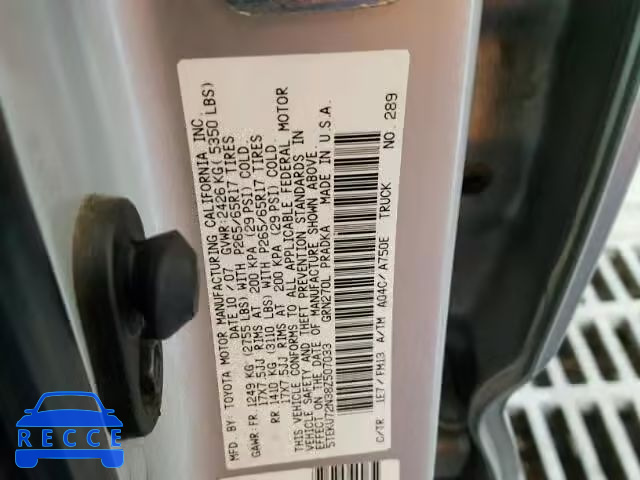 MFD. BY: TOYOTA MOTOR MANUFACTURING CALIFORNIA, INC.
DATE 10/07 GVWR: 2426 KG( 5350 LBS)
GAWR: FR. 1249 KG (2755 LBS) WITH P265/65R17 TIRES
17X7.5JJ RIMS AT 200 KPA (29 PSI) COLD.
RR. 1410 KG (3110 LBS) WITH P265/65R17 TIRES
17X7.5JJ RIMS AT 200 KPA (29 PSI) COLD.
THIS VEHICLE CONFORMS TO ALL APPLICABLE FEDERAL MOTOR
VEHICLE SAFETY, AND THEFT PREVENTION STANDARDS IN
EFFECT ON THE DATE OF MANUFACTURE SHOWN ABOVE.
5TEKU72N38Z507033 GRN270L PRADKA MADE IN U.S.A.
C/TR 1E7/FM13 A/TM A04C/A750E TRUCK NO. 289
AUTOBIDMASTER